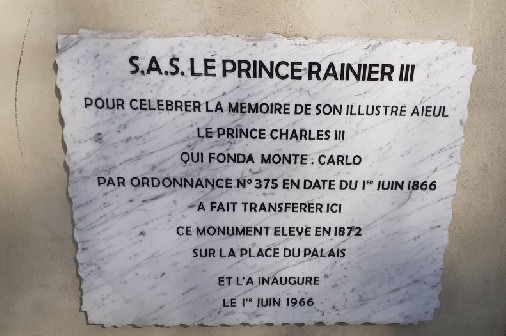 S.A.S. LE PRINCE RAINIER III
POUR CELEBRER LA MEMOIRE DE SON ILLUSTRE AIEUL
LE PRINCE CHARLES III
QUI FONDA MONTE . CARLO
PAR ORDONNANCE Nº 375 EN DATE DU 1er JUIN 1866
A FAIT TRANSFERER ICI
CE MONUMENT ELEVE EN 1872
SUR LA PLACE DU PALAIS
ET L'A INAUGURE
LE 1er JUIN 1966